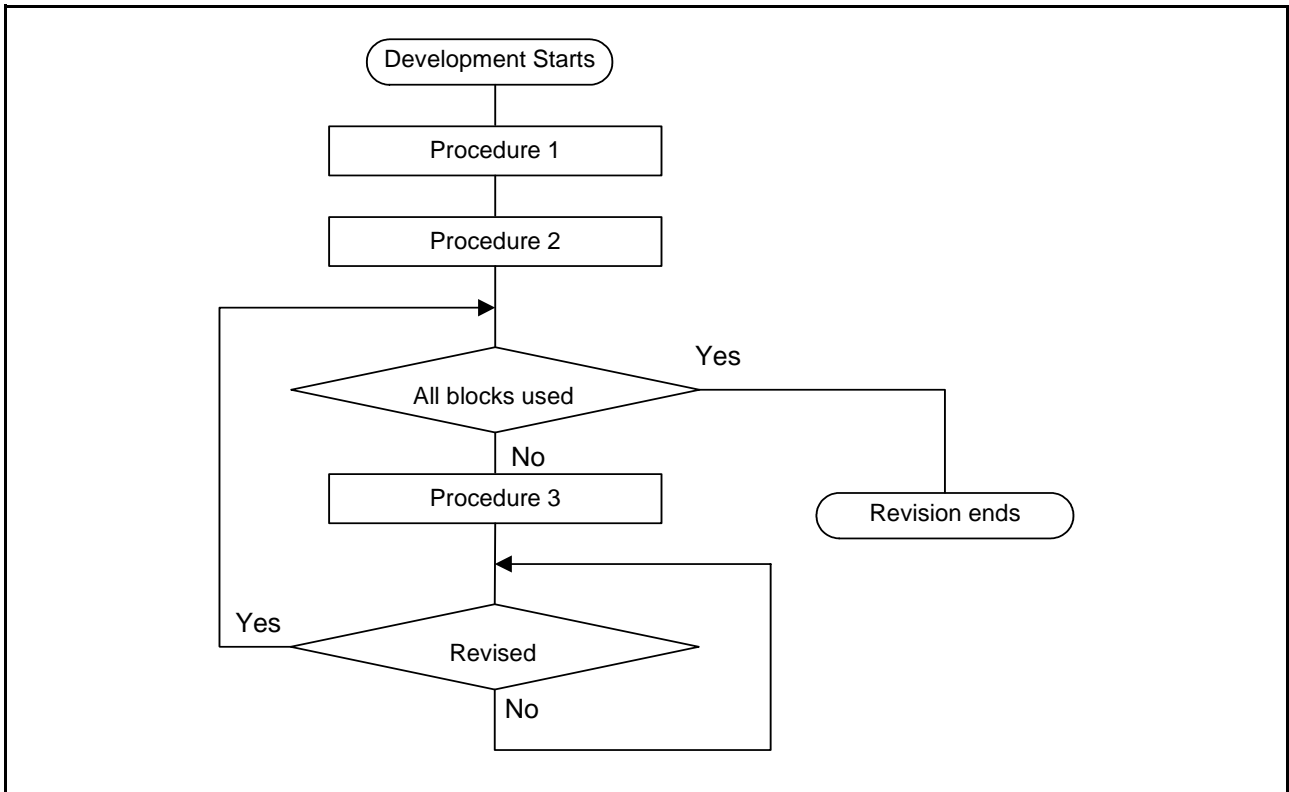 Development Starts
Procedure 1
Procedure 2
Yes
All blocks used
No
Procedure 3
Revision ends
Yes
Revised
No